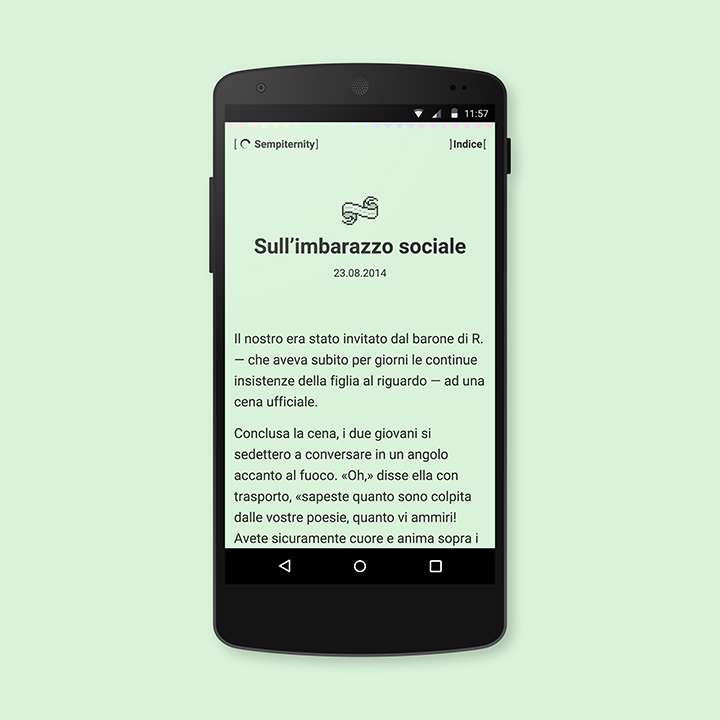 11:57
[ Sempiternity] ]Indice[
Sull’imbarazzo sociale
23.08.2014
Il nostro era stato invitato dal barone di R.
— che aveva subito per giorni le continue
insistenze della figlia al riguardo — ad una
cena ufficiale.
Conclusa la cena, i due giovani si
sedettero a conversare in un angolo
accanto al fuoco. «Oh,» disse ella con
trasporto, «sapeste quanto sono colpita
dalle vostre poesie, quanto vi ammiri!
Avete sicuramente cuore e anima sopra i